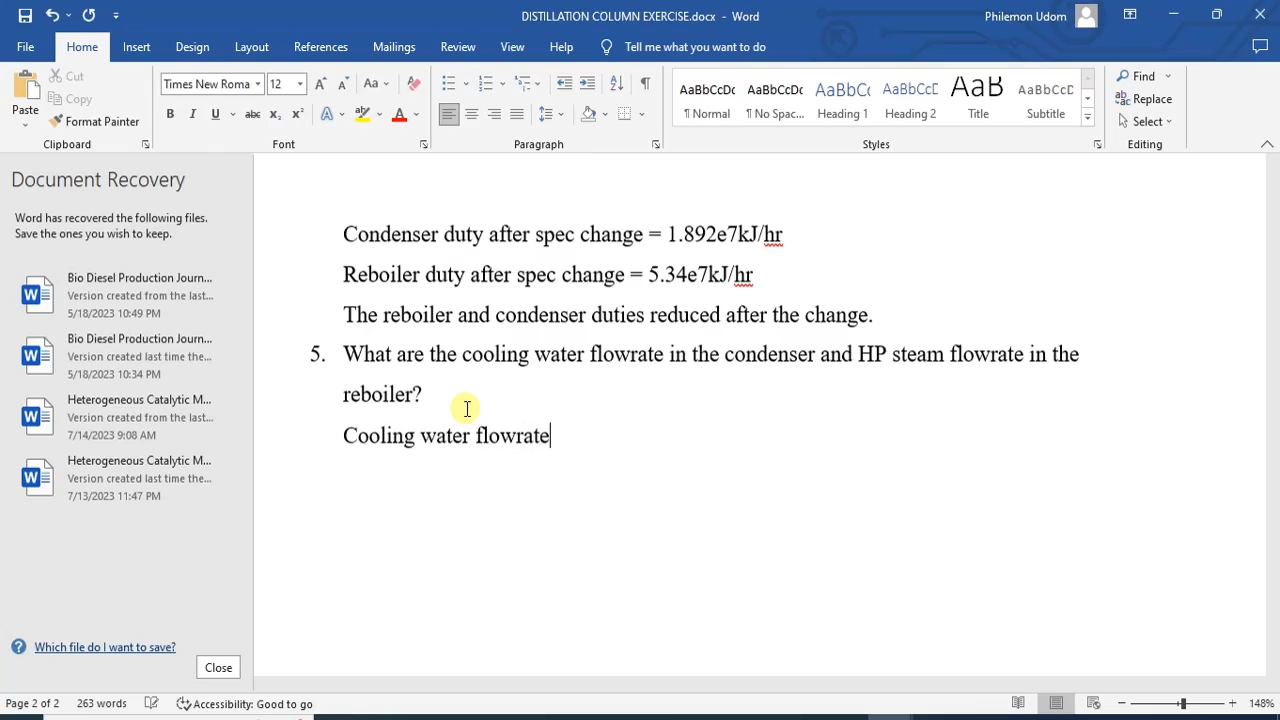 DISTILLATION COLUMN EXERCISE.docx - Word
Philemon Udom
File Home Insert Design Layout References Mailings Review View Help Tell me what you want to do
Paste
Cut
Copy
Format Painter
Clipboard
Times New Roma 12
Aa
B I U abc x₂ x² A A
Font
Paragraph
AaBbCcDc ¶ Normal
AaBbCcDc ¶ No Spac...
AaBbC Heading 1
AaBbCcD Heading 2
AaB Title
AaBbCcD Subtitle
Styles
Find
Replace
Select
Editing
Document Recovery
Word has recovered the following files.
Save the ones you wish to keep.
Bio Diesel Production Journ...
Version created from the last...
5/18/2023 10:49 PM
Bio Diesel Production Journ...
Version created last time the...
5/18/2023 10:34 PM
Heterogeneous Catalytic M...
Version created from the last...
7/14/2023 9:08 AM
Heterogeneous Catalytic M...
Version created last time the...
7/13/2023 11:47 PM
Which file do I want to save?
Close
Condenser duty after spec change = 1.892e7kJ/hr
Reboiler duty after spec change = 5.34e7kJ/hr
The reboiler and condenser duties reduced after the change.
5. What are the cooling water flowrate in the condenser and HP steam flowrate in the
reboiler?
Cooling water flowrate
Page 2 of 2 263 words Accessibility: Good to go 148%